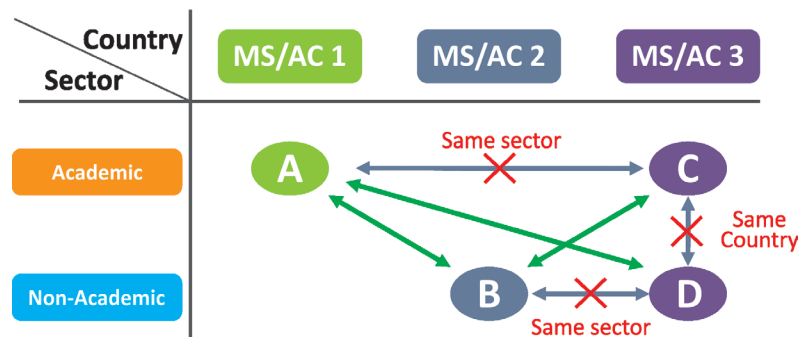 Country
Sector
MS/AC 1
MS/AC 2
MS/AC 3
Academic
A
Same sector
C
Same
Country
Non-Academic
B
D
Same sector